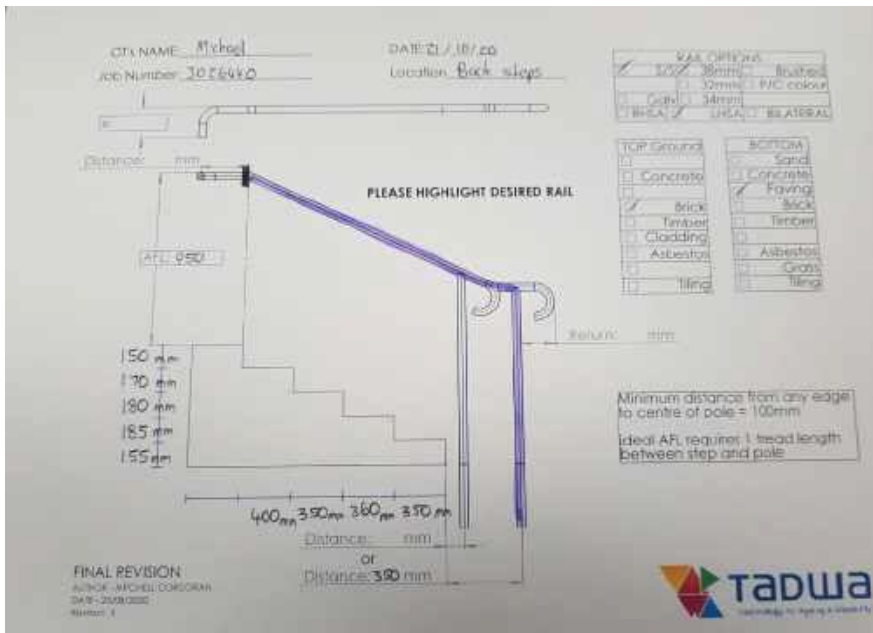 CTX NAME: Michael
DATE: 21/10/20
Job Number: 3026440
Location: Back steps
RAIL OPTIONS
S/S 38mm Brushed
32mm P/C colour
Galv 34mm
RHSA LHSA BILATERAL
Distance: mm
PLEASE HIGHLIGHT DESIRED RAIL
TOP Ground
Concrete
Brick
Timber
Cladding
Asbestos
Tiling
BOTTOM
Sand
Concrete
Paving
Brick
Timber
Asbestos
Grass
Tiling
AFL: 950
Return: mm
150 mm
170 mm
180 mm
185 mm
155 mm
400 mm 350 mm 360 mm 350 mm
Distance: mm
or
Distance: 350 mm
Minimum distance from any edge
to centre of pole = 100mm
Ideal AFL requires 1 tread length
between step and pole
FINAL REVISION
AUTHOR - MITCHELL CORCORAN
TADWA